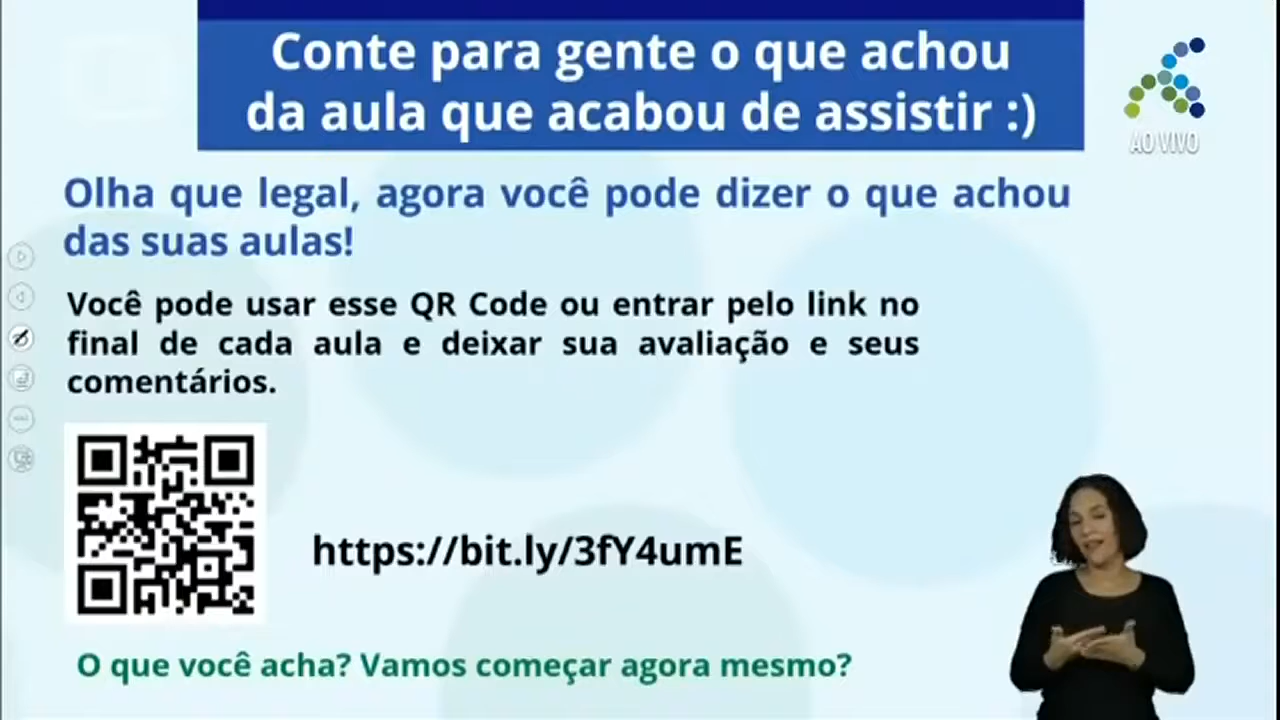 Conte para gente o que achou
da aula que acabou de assistir :)
AO VIVO
Olha que legal, agora você pode dizer o que achou
das suas aulas!
Você pode usar esse QR Code ou entrar pelo link no
final de cada aula e deixar sua avaliação e seus
comentários.
https://bit.ly/3fY4umE
O que você acha? Vamos começar agora mesmo?